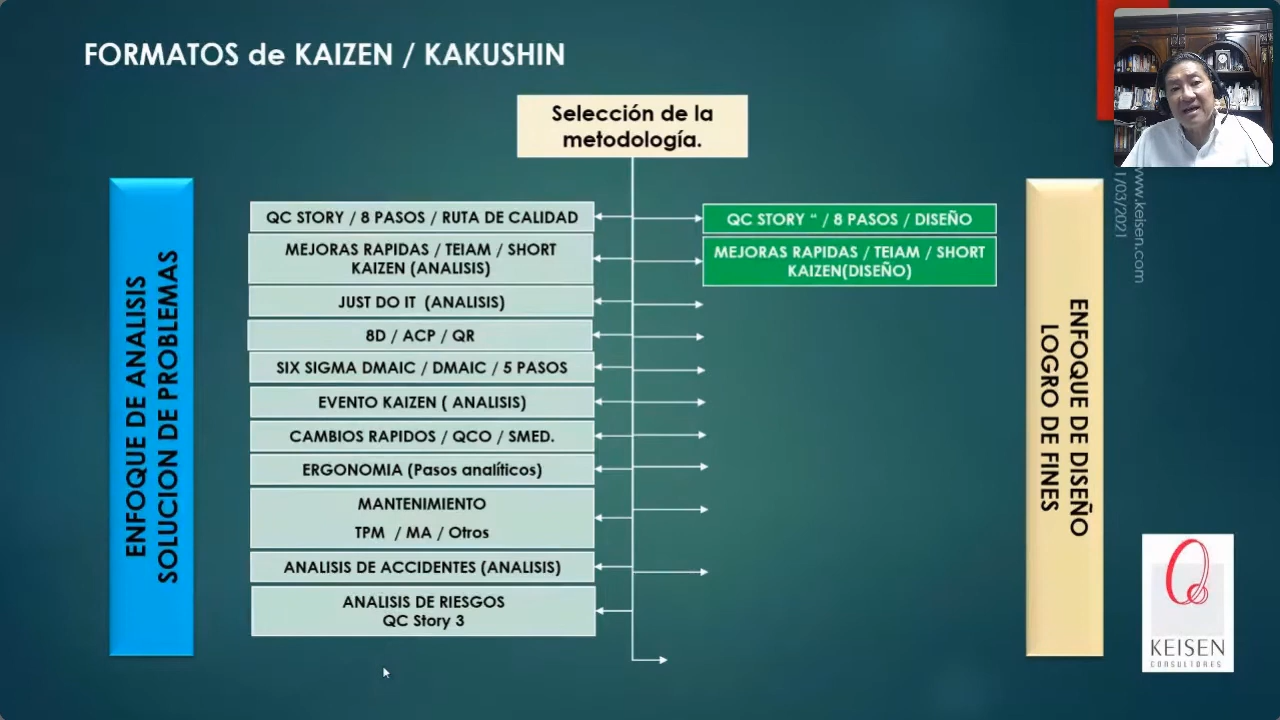 FORMATOS de KAIZEN / KAKUSHIN
Selección de la
metodología.
ENFOQUE DE ANALISIS
SOLUCION DE PROBLEMAS
QC STORY / 8 PASOS / RUTA DE CALIDAD
MEJORAS RAPIDAS / TEIAM / SHORT
KAIZEN (ANALISIS)
JUST DO IT (ANALISIS)
8D / ACP / QR
SIX SIGMA DMAIC / DMAIC / 5 PASOS
EVENTO KAIZEN ( ANALISIS)
CAMBIOS RAPIDOS / QCO / SMED.
ERGONOMIA (Pasos analíticos)
MANTENIMIENTO
TPM / MA / Otros
ANALISIS DE ACCIDENTES (ANALISIS)
ANALISIS DE RIESGOS
QC Story 3
QC STORY “ / 8 PASOS / DISEÑO
MEJORAS RAPIDAS / TEIAM / SHORT
KAIZEN(DISEÑO)
ENFOQUE DE DISEÑO
LOGRO DE FINES
www.keisen.com
1/03/2021
KEISEN
CONSULTORES